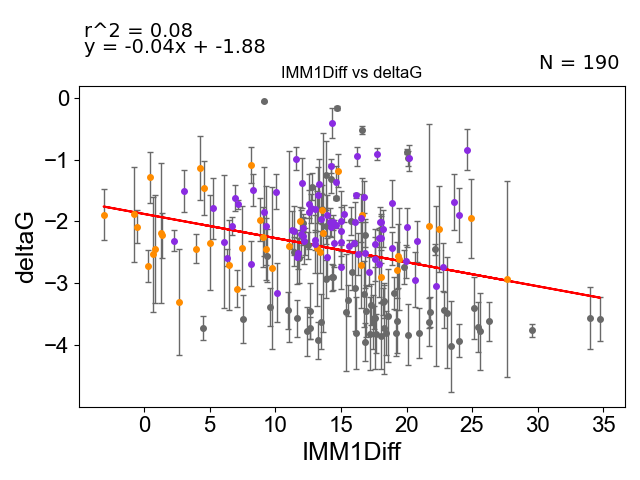 r^2 = 0.08
y = -0.04x + -1.88
N = 190
IMM1Diff vs deltaG
deltaG
0
−1
−2
−3
−4
0 5 10 15 20 25 30 35
IMM1Diff